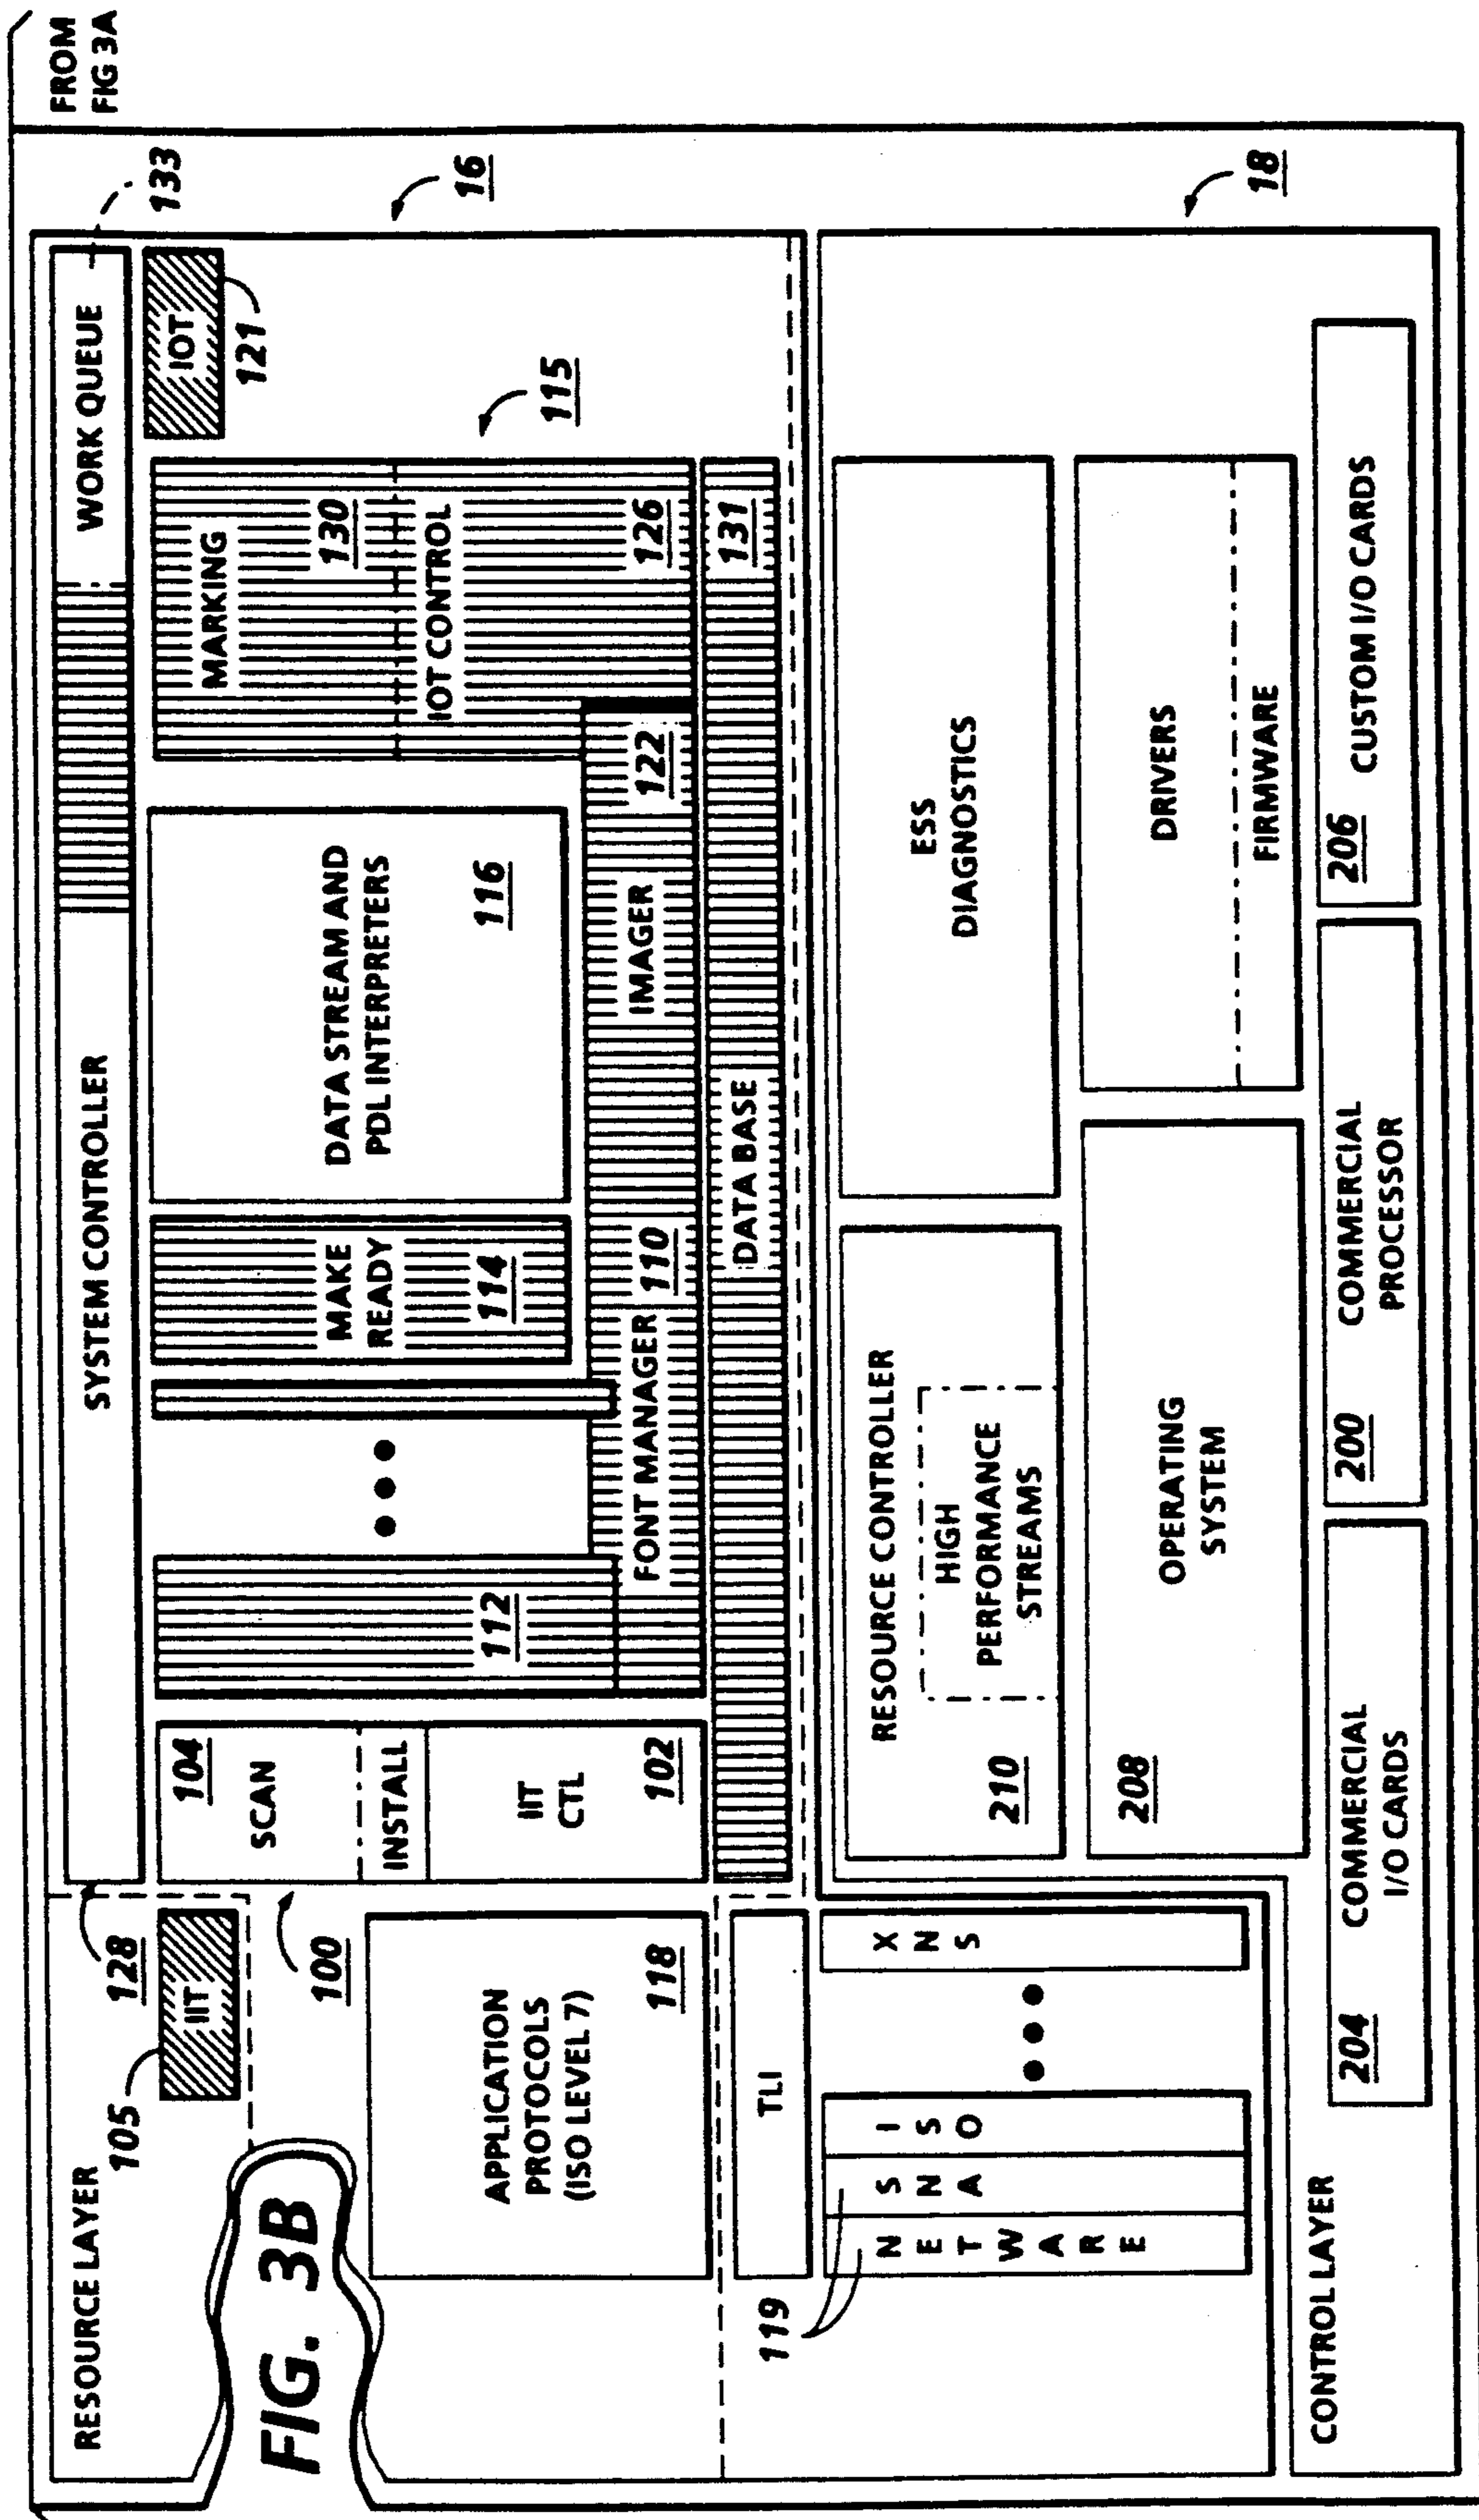 FROM
FIG 3A
RESOURCE LAYER
128
SYSTEM CONTROLLER
WORK QUEUE
133
105
IIT
IOT
121
16
FIG. 3B
100
104
SCAN
INSTALL
IIT
CTL
102
112
MAKE
READY
114
DATA STREAM AND
PDL INTERPRETERS
116
MARKING
130
IOT CONTROL
126
115
FONT MANAGER
110
IMAGER
122
DATA BASE
131
APPLICATION
PROTOCOLS
(ISO LEVEL 7)
118
TLI
119
NETWARE
SNA
ISO
XNS
18
RESOURCE CONTROLLER
HIGH
PERFORMANCE
STREAMS
210
ESS
DIAGNOSTICS
208
OPERATING
SYSTEM
DRIVERS
FIRMWARE
CONTROL LAYER
204
COMMERCIAL
I/O CARDS
200
COMMERCIAL
PROCESSOR
206
CUSTOM I/O CARDS